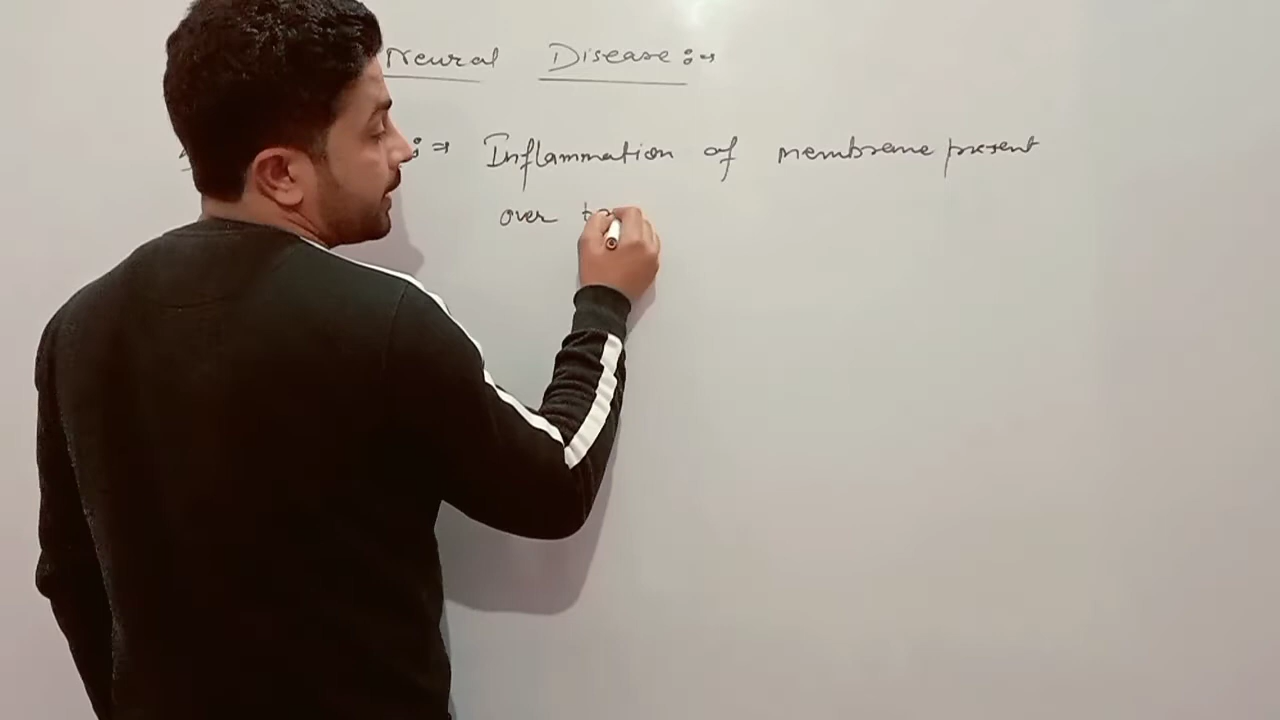 Neural Disease :→
:⇒ Inflammation of membrane present
over